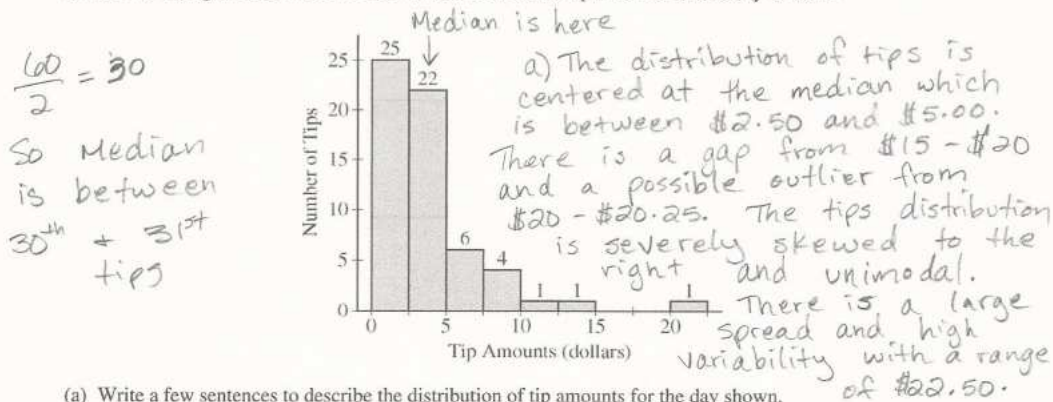 Median is here
60/2 = 30
So Median
is between
30th + 31st
tips
a) The distribution of tips is
centered at the median which
is between $2.50 and $5.00.
There is a gap from $15 - $20
and a possible outlier from
$20 - $20.25. The tips distribution
is severely skewed to the
right and unimodal.
There is a large
spread and high
variability with a range
of $22.50.
Number of Tips
25
20
15
10
5
0
25
22
6
4
1
1
1
0
5
10
15
20
Tip Amounts (dollars)
(a) Write a few sentences to describe the distribution of tip amounts for the day shown.